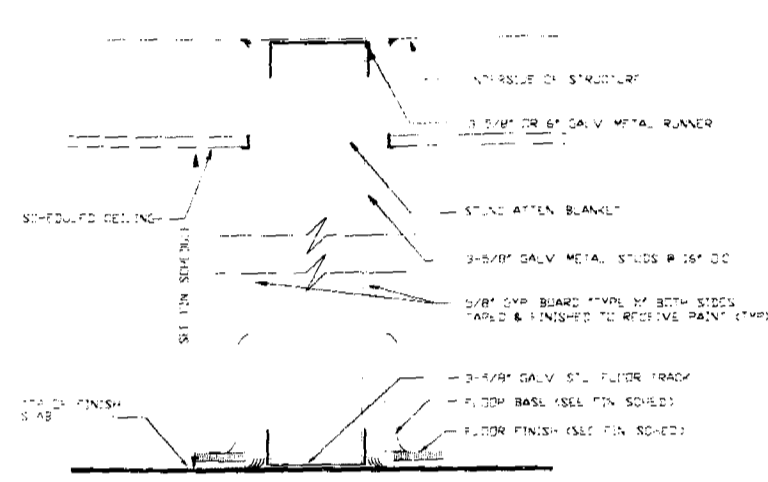 UNDERSIDE OF STRUCTURE
3-5/8" OR 6" GALV METAL RUNNER
SCHEDULED CEILING
SOUND ATTEN BLANKET
SEE FIN SCHEDULE
3-5/8" GALV METAL STUDS @ 16" OC
5/8" GYP BOARD "TYPE X" BOTH SIDES
TAPED & FINISHED TO RECEIVE PAINT (TYP)
3-5/8" GALV STL FLOOR TRACK
TOP OF FINISH
SLAB
FLOOR BASE (SEE FIN SCHED)
FLOOR FINISH (SEE FIN SCHED)